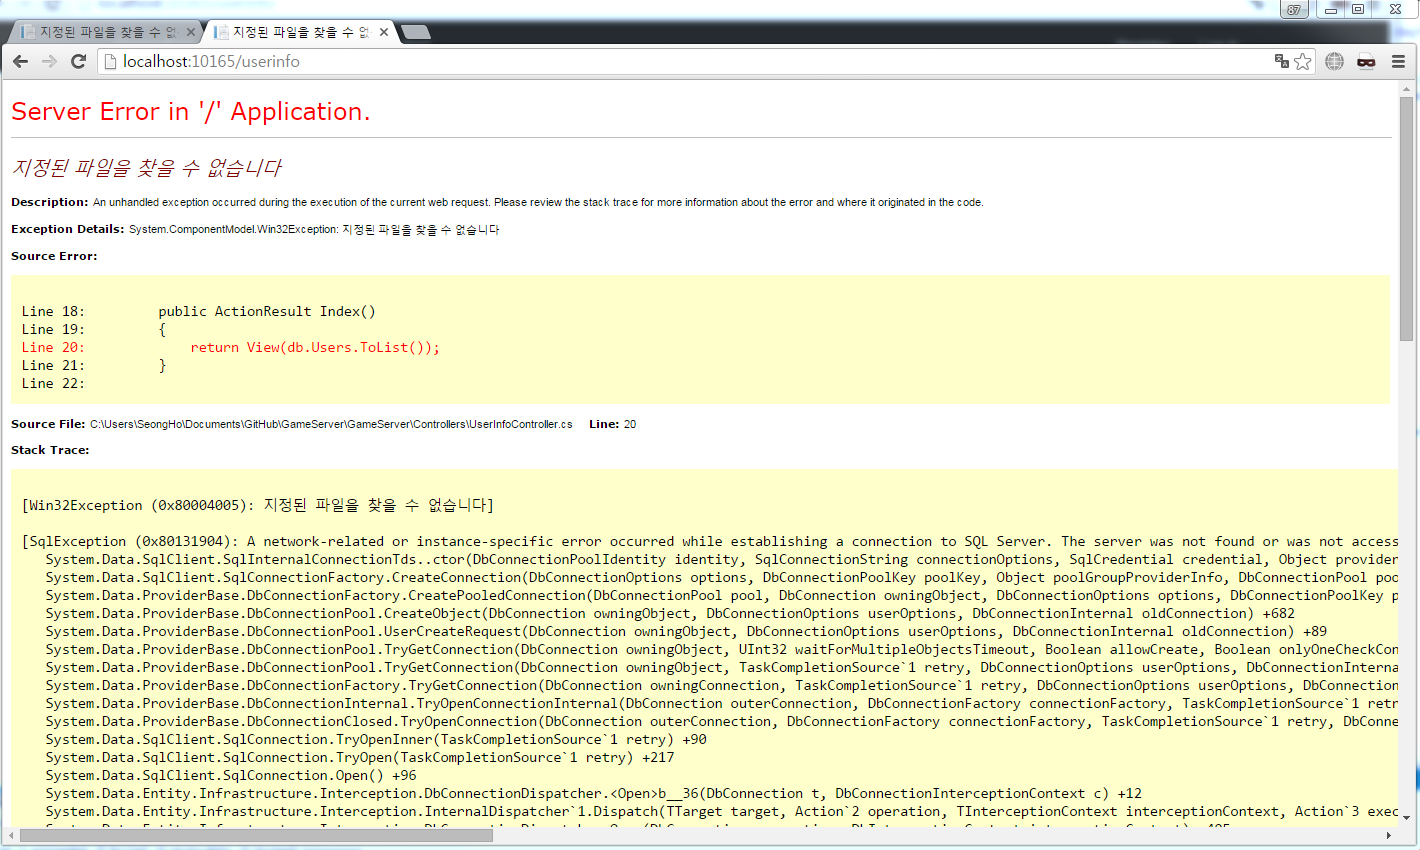 87
지정된 파일을 찾을 수 없
지정된 파일을 찾을 수 없
localhost:10165/userinfo
Server Error in '/' Application.
지정된 파일을 찾을 수 없습니다
Description: An unhandled exception occurred during the execution of the current web request. Please review the stack trace for more information about the error and where it originated in the code.
Exception Details: System.ComponentModel.Win32Exception: 지정된 파일을 찾을 수 없습니다
Source Error:
Line 18:         public ActionResult Index()
Line 19:         {
Line 20:             return View(db.Users.ToList());
Line 21:         }
Line 22:
Source File: C:\Users\SeongHo\Documents\GitHub\GameServer\GameServer\Controllers\UserInfoController.cs    Line: 20
Stack Trace:
[Win32Exception (0x80004005): 지정된 파일을 찾을 수 없습니다]
[SqlException (0x80131904): A network-related or instance-specific error occurred while establishing a connection to SQL Server. The server was not found or was not access
System.Data.SqlClient.SqlInternalConnectionTds..ctor(DbConnectionPoolIdentity identity, SqlConnectionString connectionOptions, SqlCredential credential, Object provider
System.Data.SqlClient.SqlConnectionFactory.CreateConnection(DbConnectionOptions options, DbConnectionPoolKey poolKey, Object poolGroupProviderInfo, DbConnectionPool poo
System.Data.ProviderBase.DbConnectionFactory.CreatePooledConnection(DbConnectionPool pool, DbConnection owningObject, DbConnectionOptions options, DbConnectionPoolKey p
System.Data.ProviderBase.DbConnectionPool.CreateObject(DbConnection owningObject, DbConnectionOptions userOptions, DbConnectionInternal oldConnection) +682
System.Data.ProviderBase.DbConnectionPool.UserCreateRequest(DbConnection owningObject, DbConnectionOptions userOptions, DbConnectionInternal oldConnection) +89
System.Data.ProviderBase.DbConnectionPool.TryGetConnection(DbConnection owningObject, UInt32 waitForMultipleObjectsTimeout, Boolean allowCreate, Boolean onlyOneCheckCon
System.Data.ProviderBase.DbConnectionPool.TryGetConnection(DbConnection owningObject, TaskCompletionSource`1 retry, DbConnectionOptions userOptions, DbConnectionInterna
System.Data.ProviderBase.DbConnectionFactory.TryGetConnection(DbConnection owningConnection, TaskCompletionSource`1 retry, DbConnectionOptions userOptions, DbConnection
System.Data.ProviderBase.DbConnectionInternal.TryOpenConnectionInternal(DbConnection outerConnection, DbConnectionFactory connectionFactory, TaskCompletionSource`1 retr
System.Data.ProviderBase.DbConnectionClosed.TryOpenConnection(DbConnection outerConnection, DbConnectionFactory connectionFactory, TaskCompletionSource`1 retry, DbConne
System.Data.SqlClient.SqlConnection.TryOpenInner(TaskCompletionSource`1 retry) +90
System.Data.SqlClient.SqlConnection.TryOpen(TaskCompletionSource`1 retry) +217
System.Data.SqlClient.SqlConnection.Open() +96
System.Data.Entity.Infrastructure.Interception.DbConnectionDispatcher.<Open>b__36(DbConnection t, DbConnectionInterceptionContext c) +12
System.Data.Entity.Infrastructure.Interception.InternalDispatcher`1.Dispatch(TTarget target, Action`2 operation, TInterceptionContext interceptionContext, Action`3 exec